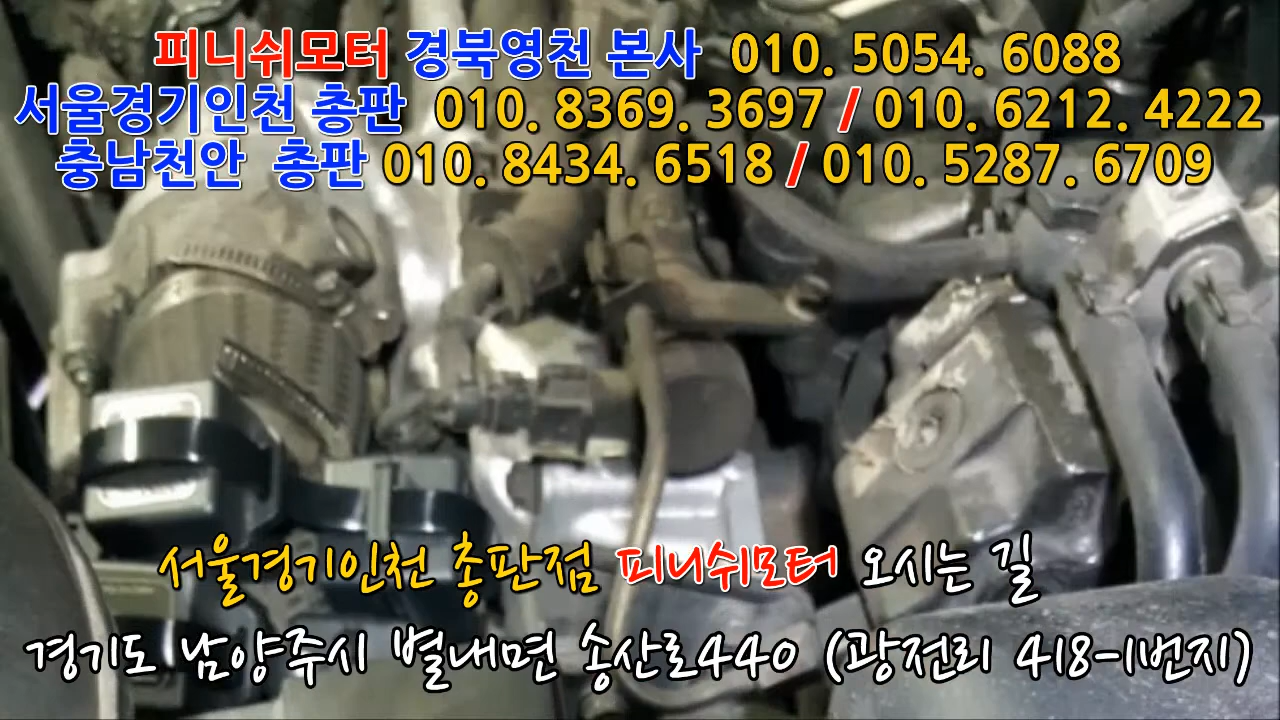 피니쉬모터 경북영천 본사 010. 5054. 6088
서울경기인천 총판 010. 8369. 3697 / 010. 6212. 4222
충남천안 총판 010. 8434. 6518 / 010. 5287. 6709
서울경기인천 총판점 피니쉬모터 오시는 길
경기도 남양주시 별내면 송산로440 (광전리 418-1번지)